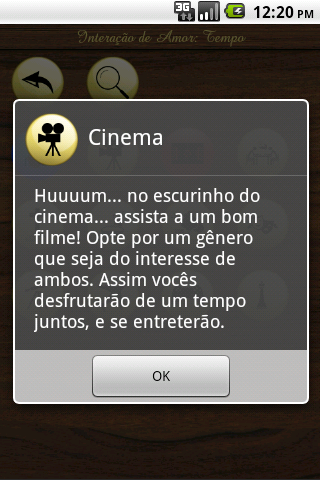 3G 12:20 PM
Interação de Amor: Tempo
Cinema
Huuuum... no escurinho do
cinema... assista a um bom
filme! Opte por um gênero
que seja do interesse de
ambos. Assim vocês
desfrutarão de um tempo
juntos, e se entreterão.
OK